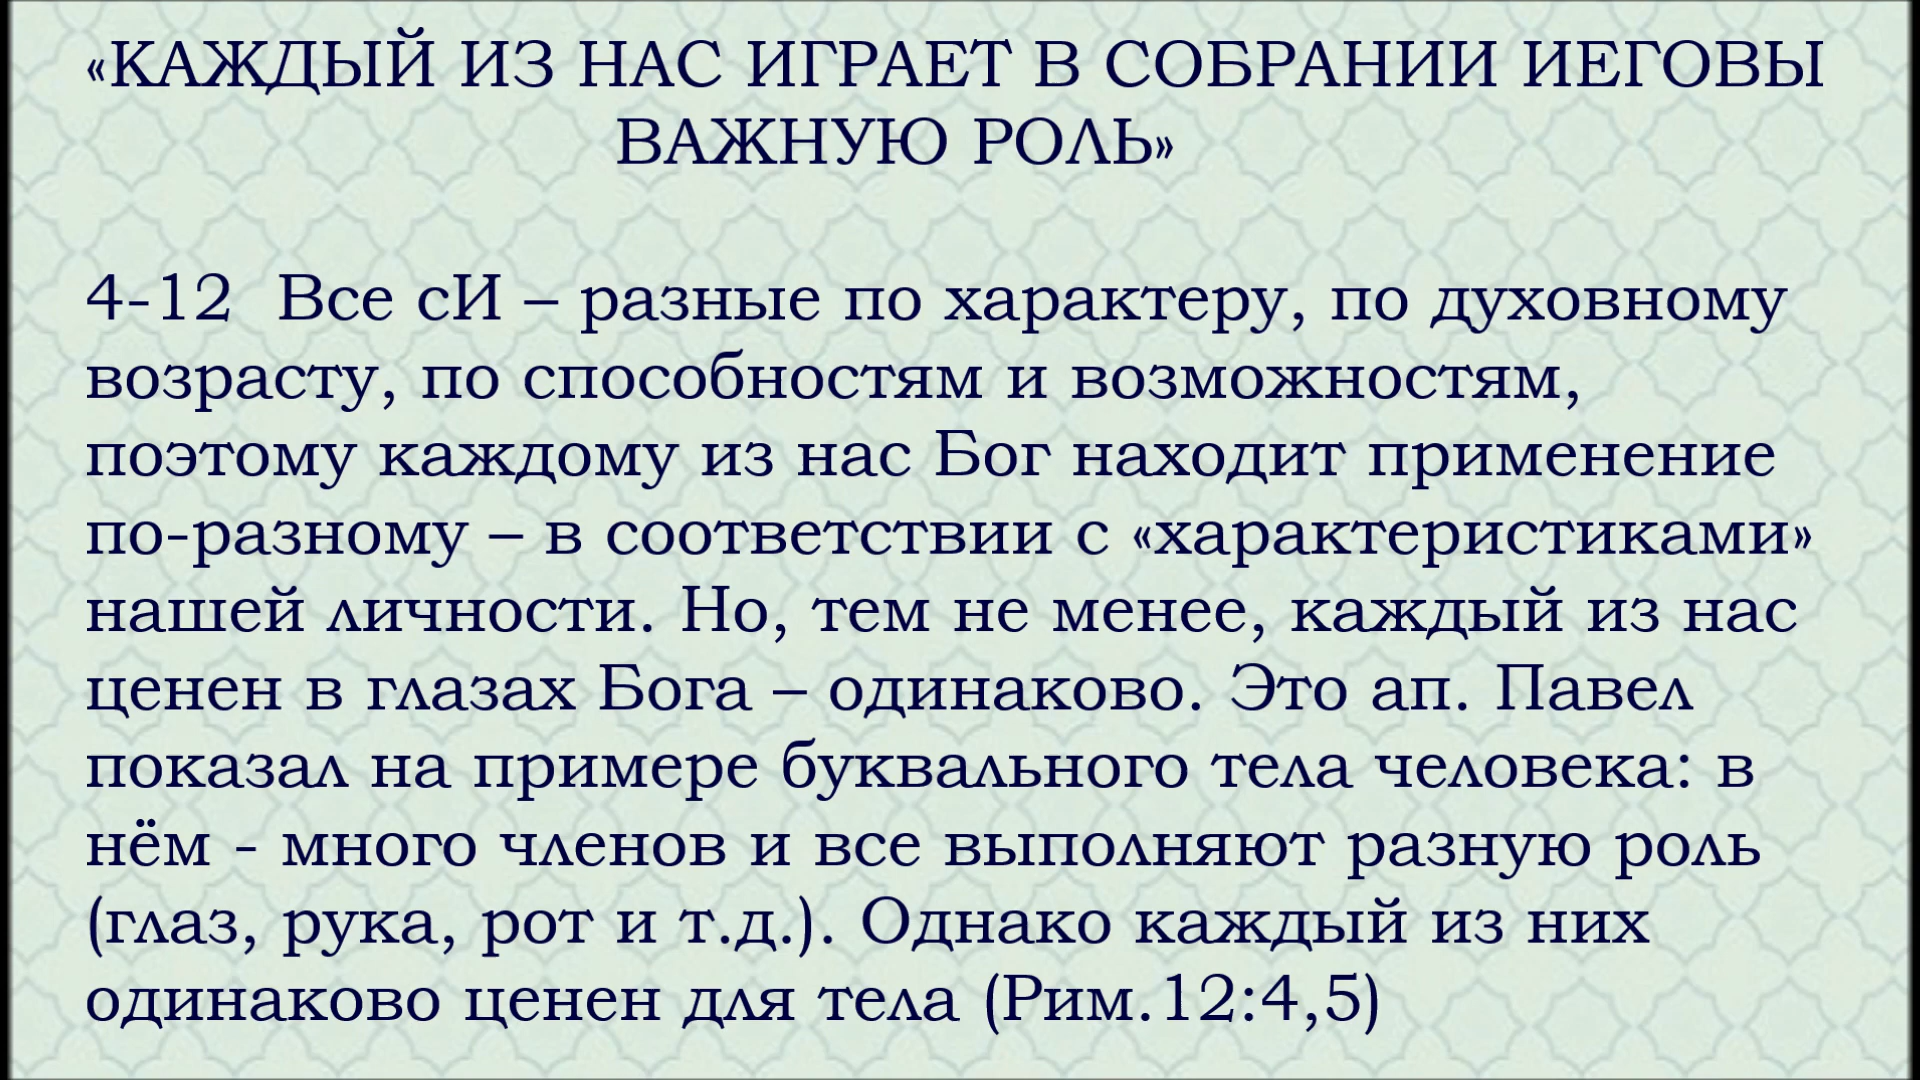 «КАЖДЫЙ ИЗ НАС ИГРАЕТ В СОБРАНИИ ИЕГОВЫ
ВАЖНУЮ РОЛЬ»
4-12 Все сИ – разные по характеру, по духовному
возрасту, по способностям и возможностям,
поэтому каждому из нас Бог находит применение
по-разному – в соответствии с «характеристиками»
нашей личности. Но, тем не менее, каждый из нас
ценен в глазах Бога – одинаково. Это ап. Павел
показал на примере буквального тела человека: в
нём - много членов и все выполняют разную роль
(глаз, рука, рот и т.д.). Однако каждый из них
одинаково ценен для тела (Рим.12:4,5)